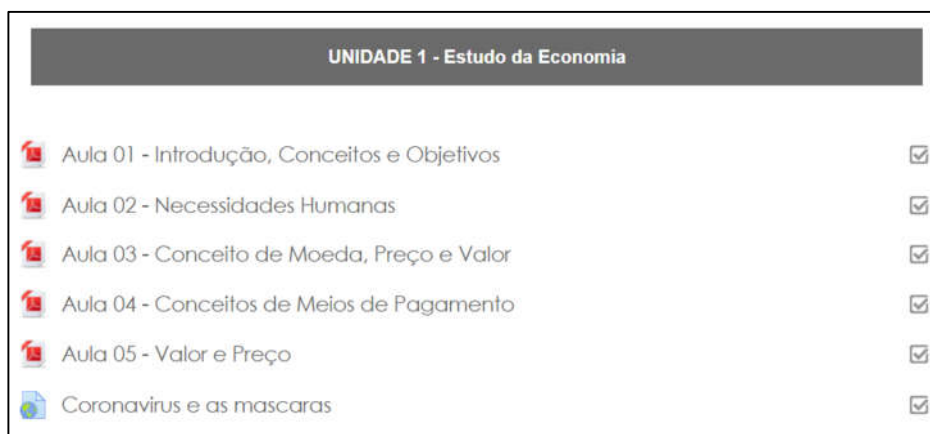 UNIDADE 1 - Estudo da Economia
Aula 01 - Introdução, Conceitos e Objetivos
Aula 02 - Necessidades Humanas
Aula 03 - Conceito de Moeda, Preço e Valor
Aula 04 - Conceitos de Meios de Pagamento
Aula 05 - Valor e Preço
Coronavirus e as mascaras